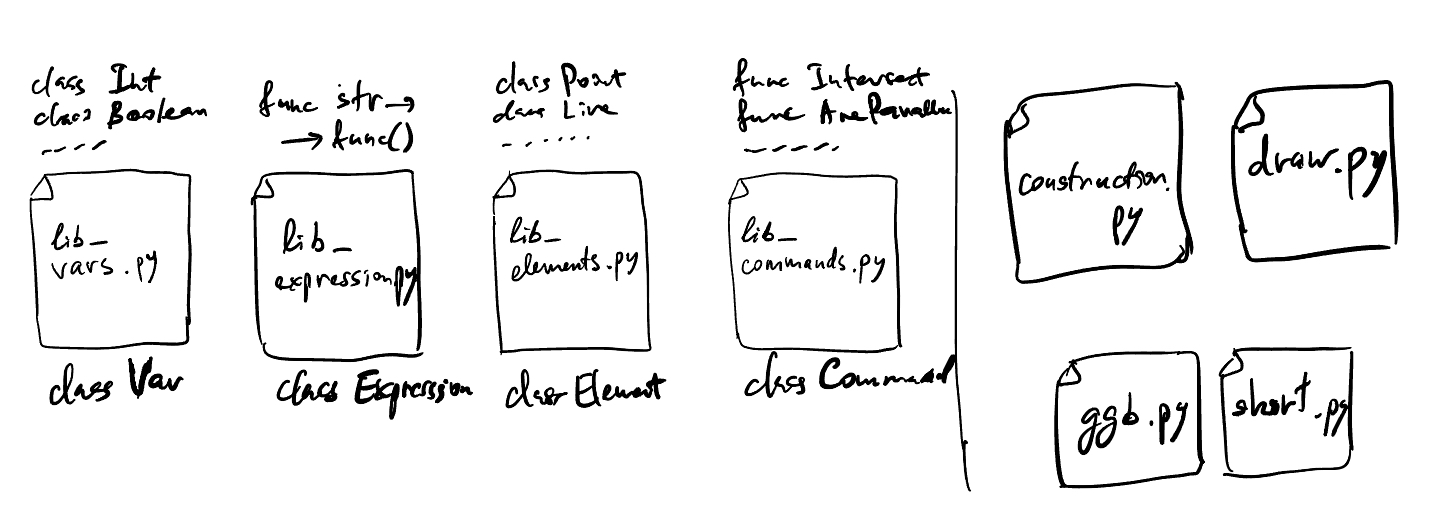 class Int
class Boolean
-----
lib_
vars.py
class Var
func str →
→ func()
lib_
expression.py
class Expression
class Point
class Line
- . . . . .
lib_
elements.py
class Element
func Intersect
func AreParallel
-----
lib_
commands.py
class Command
construction.
py
draw.py
ggb.py
short.py